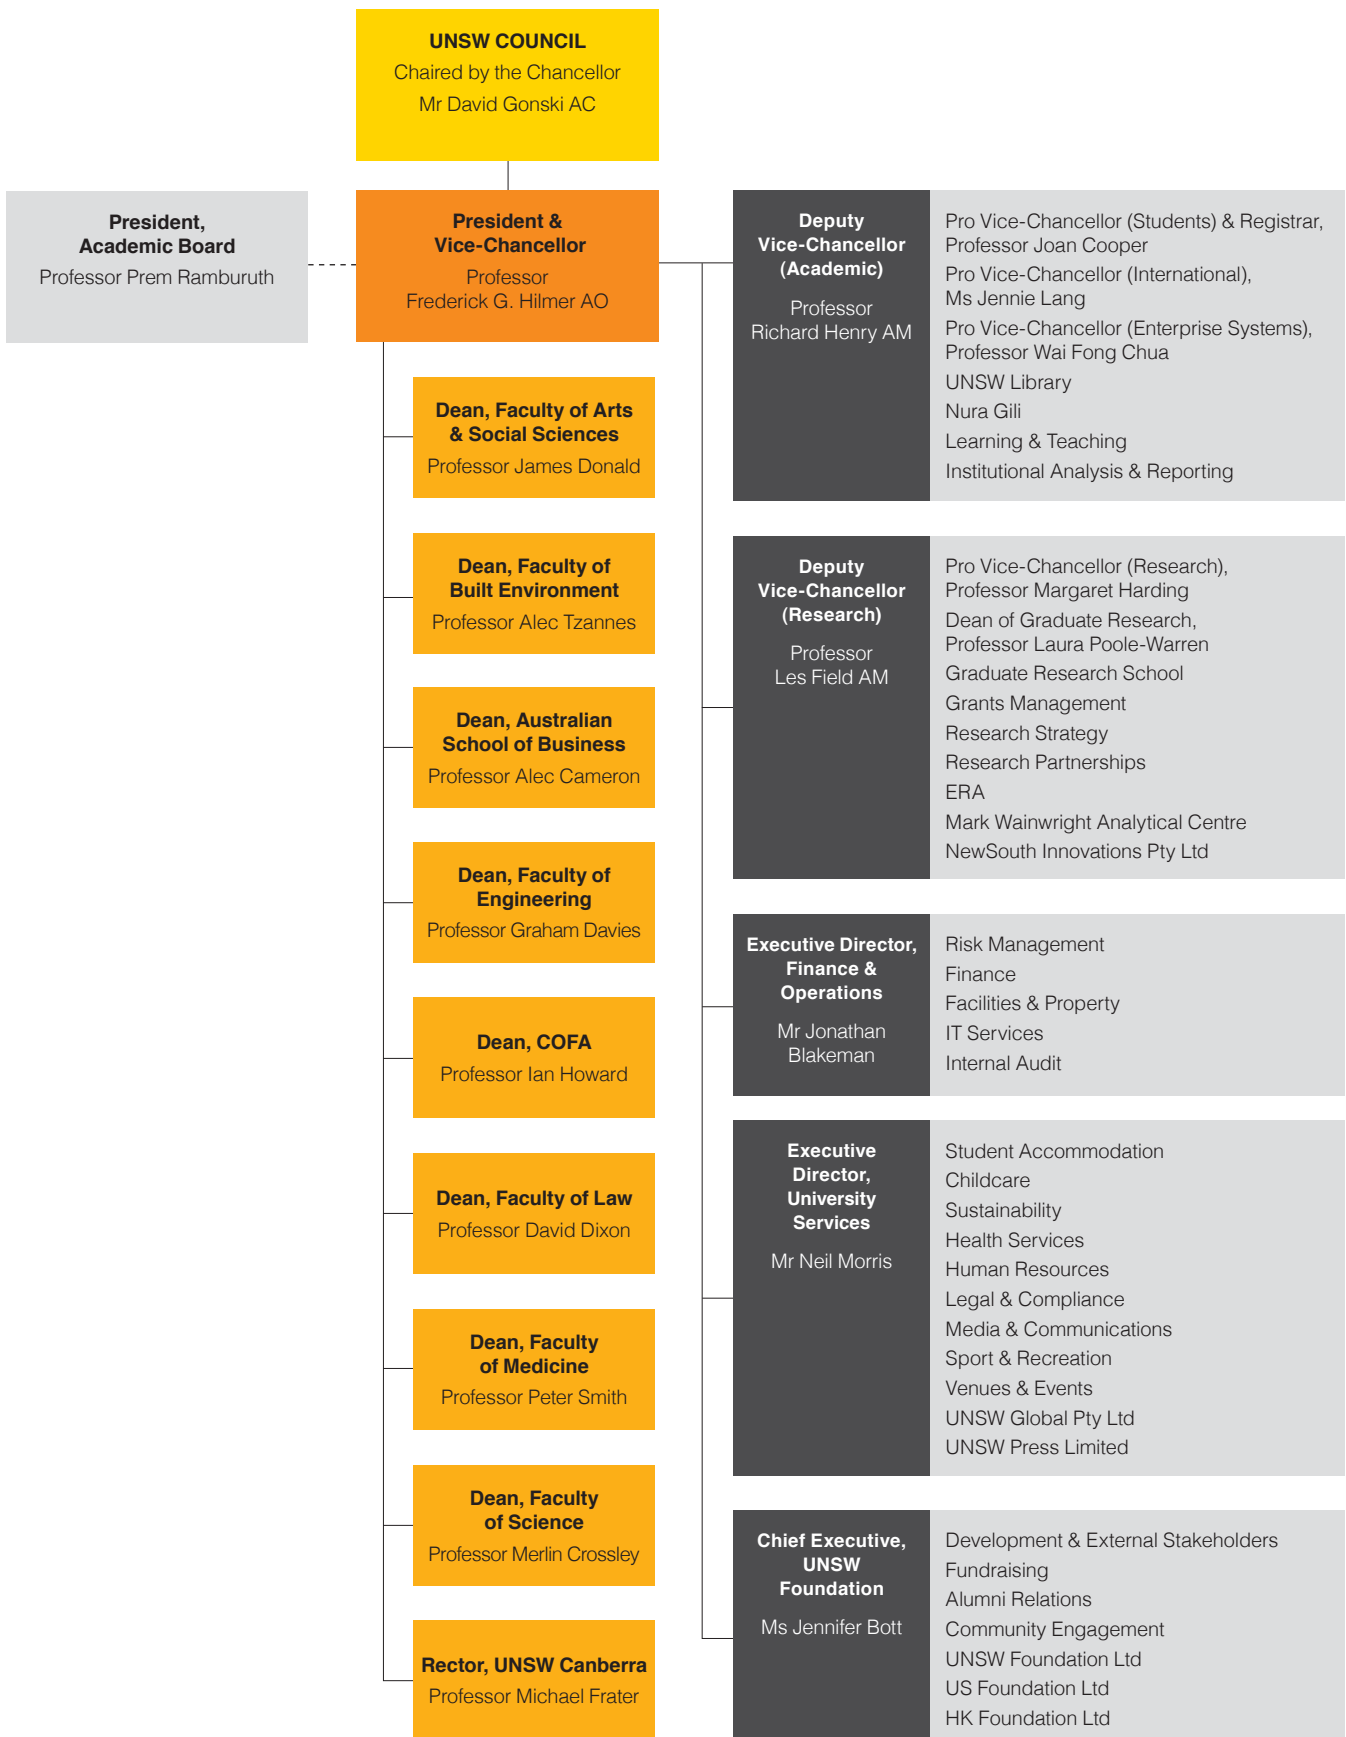 UNSW COUNCIL
Chaired by the Chancellor
Mr David Gonski AC
President,
Academic Board
Professor Prem Ramburuth
President &
Vice-Chancellor
Professor
Frederick G. Hilmer AO
Dean, Faculty of Arts
& Social Sciences
Professor James Donald
Dean, Faculty of
Built Environment
Professor Alec Tzannes
Dean, Australian
School of Business
Professor Alec Cameron
Dean, Faculty of
Engineering
Professor Graham Davies
Dean, COFA
Professor Ian Howard
Dean, Faculty of Law
Professor David Dixon
Dean, Faculty
of Medicine
Professor Peter Smith
Dean, Faculty
of Science
Professor Merlin Crossley
Rector, UNSW Canberra
Professor Michael Frater
Deputy
Vice-Chancellor
(Academic)
Professor
Richard Henry AM
Pro Vice-Chancellor (Students) & Registrar,
Professor Joan Cooper
Pro Vice-Chancellor (International),
Ms Jennie Lang
Pro Vice-Chancellor (Enterprise Systems),
Professor Wai Fong Chua
UNSW Library
Nura Gili
Learning & Teaching
Institutional Analysis & Reporting
Deputy
Vice-Chancellor
(Research)
Professor
Les Field AM
Pro Vice-Chancellor (Research),
Professor Margaret Harding
Dean of Graduate Research,
Professor Laura Poole-Warren
Graduate Research School
Grants Management
Research Strategy
Research Partnerships
ERA
Mark Wainwright Analytical Centre
NewSouth Innovations Pty Ltd
Executive Director,
Finance &
Operations
Mr Jonathan
Blakeman
Risk Management
Finance
Facilities & Property
IT Services
Internal Audit
Executive
Director,
University
Services
Mr Neil Morris
Student Accommodation
Childcare
Sustainability
Health Services
Human Resources
Legal & Compliance
Media & Communications
Sport & Recreation
Venues & Events
UNSW Global Pty Ltd
UNSW Press Limited
Chief Executive,
UNSW
Foundation
Ms Jennifer Bott
Development & External Stakeholders
Fundraising
Alumni Relations
Community Engagement
UNSW Foundation Ltd
US Foundation Ltd
HK Foundation Ltd